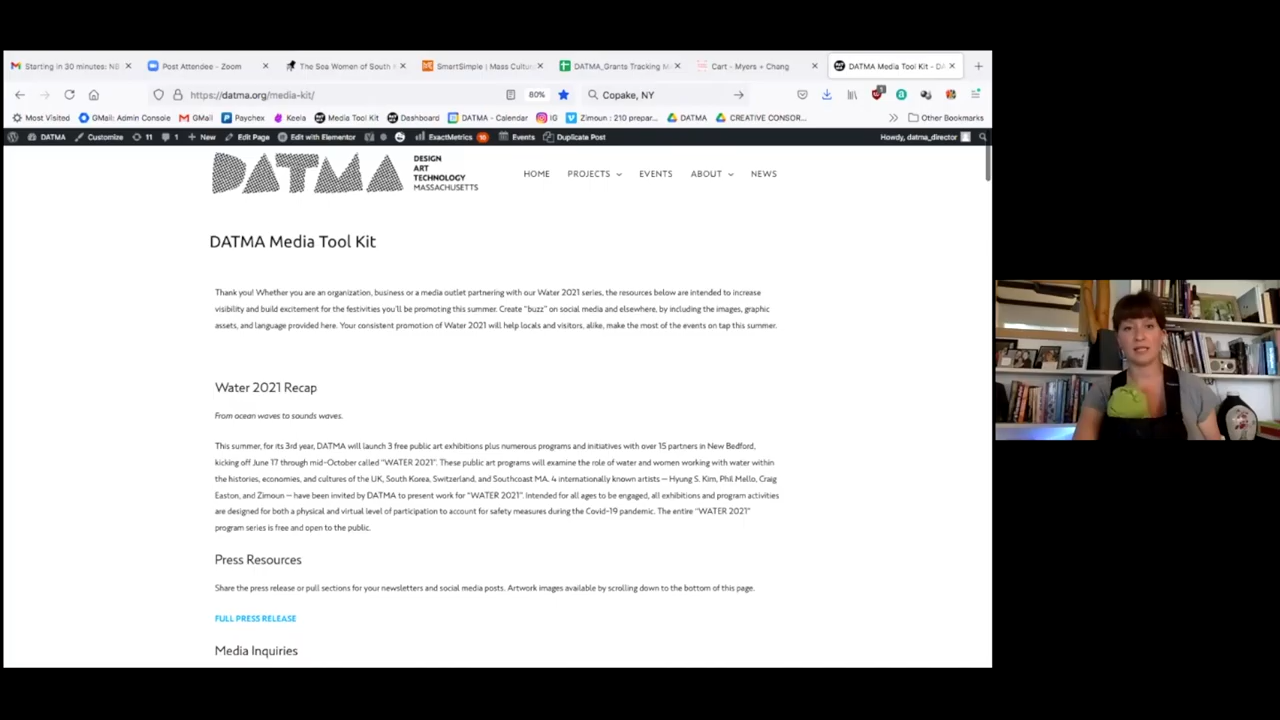 Starting in 30 minutes: NB
Post Attendee - Zoom
The Sea Women of South K
SmartSimple | Mass Cultur
DATMA_Grants Tracking M
Cart - Myers + Chang
DATMA Media Tool Kit - DA
https://datma.org/media-kit/
80%
Copake, NY
Most Visited
GMail: Admin Console
GMail
Paychex
Keela
Media Tool Kit
Dashboard
DATMA - Calendar
IG
Zimoun : 210 prepar...
DATMA
CREATIVE CONSOR...
Other Bookmarks
DATMA
Customize
11
1
New
Edit Page
Edit with Elementor
ExactMetrics
Events
Duplicate Post
Howdy, datma_director
DATMA
DESIGN
ART
TECHNOLOGY
MASSACHUSETTS
HOME
PROJECTS
EVENTS
ABOUT
NEWS
DATMA Media Tool Kit
Thank you! Whether you are an organization, business or a media outlet partnering with our Water 2021 series, the resources below are intended to increase
visibility and build excitement for the festivities you'll be promoting this summer. Create "buzz" on social media and elsewhere, by including the images, graphic
assets, and language provided here. Your consistent promotion of Water 2021 will help locals and visitors, alike, make the most of the events on tap this summer.
Water 2021 Recap
From ocean waves to sounds waves.
This summer, for its 3rd year, DATMA will launch 3 free public art exhibitions plus numerous programs and initiatives with over 15 partners in New Bedford,
kicking off June 17 through mid-October called "WATER 2021". These public art programs will examine the role of water and women working with water within
the histories, economies, and cultures of the UK, South Korea, Switzerland, and Southcoast MA. 4 internationally known artists – Hyung S. Kim, Phil Mello, Craig
Easton, and Zimoun – have been invited by DATMA to present work for "WATER 2021". Intended for all ages to be engaged, all exhibitions and program activities
are designed for both a physical and virtual level of participation to account for safety measures during the Covid-19 pandemic. The entire "WATER 2021"
program series is free and open to the public.
Press Resources
Share the press release or pull sections for your newsletters and social media posts. Artwork images available by scrolling down to the bottom of this page.
FULL PRESS RELEASE
Media Inquiries